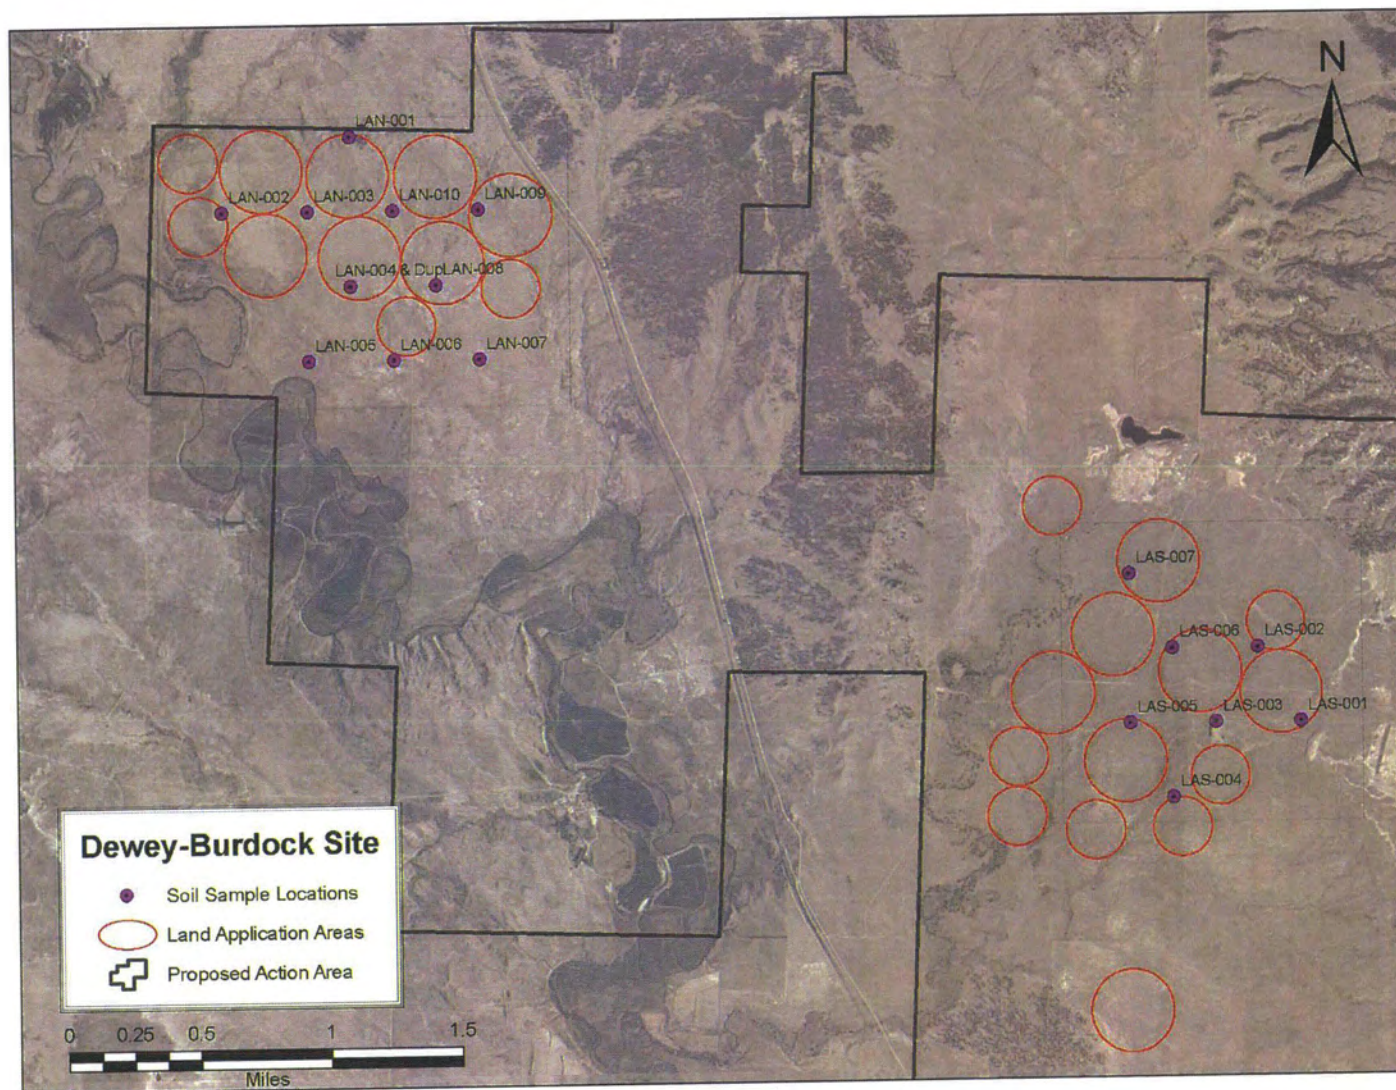 N
LAN-001
LAN-002
LAN-003
LAN-010
LAN-009
LAN-004 & Dup
LAN-008
LAN-005
LAN-006
LAN-007
LAS-007
LAS-006
LAS-002
LAS-005
LAS-003
LAS-001
LAS-004
Dewey-Burdock Site
Soil Sample Locations
Land Application Areas
Proposed Action Area
0 0.25 0.5 1 1.5
Miles